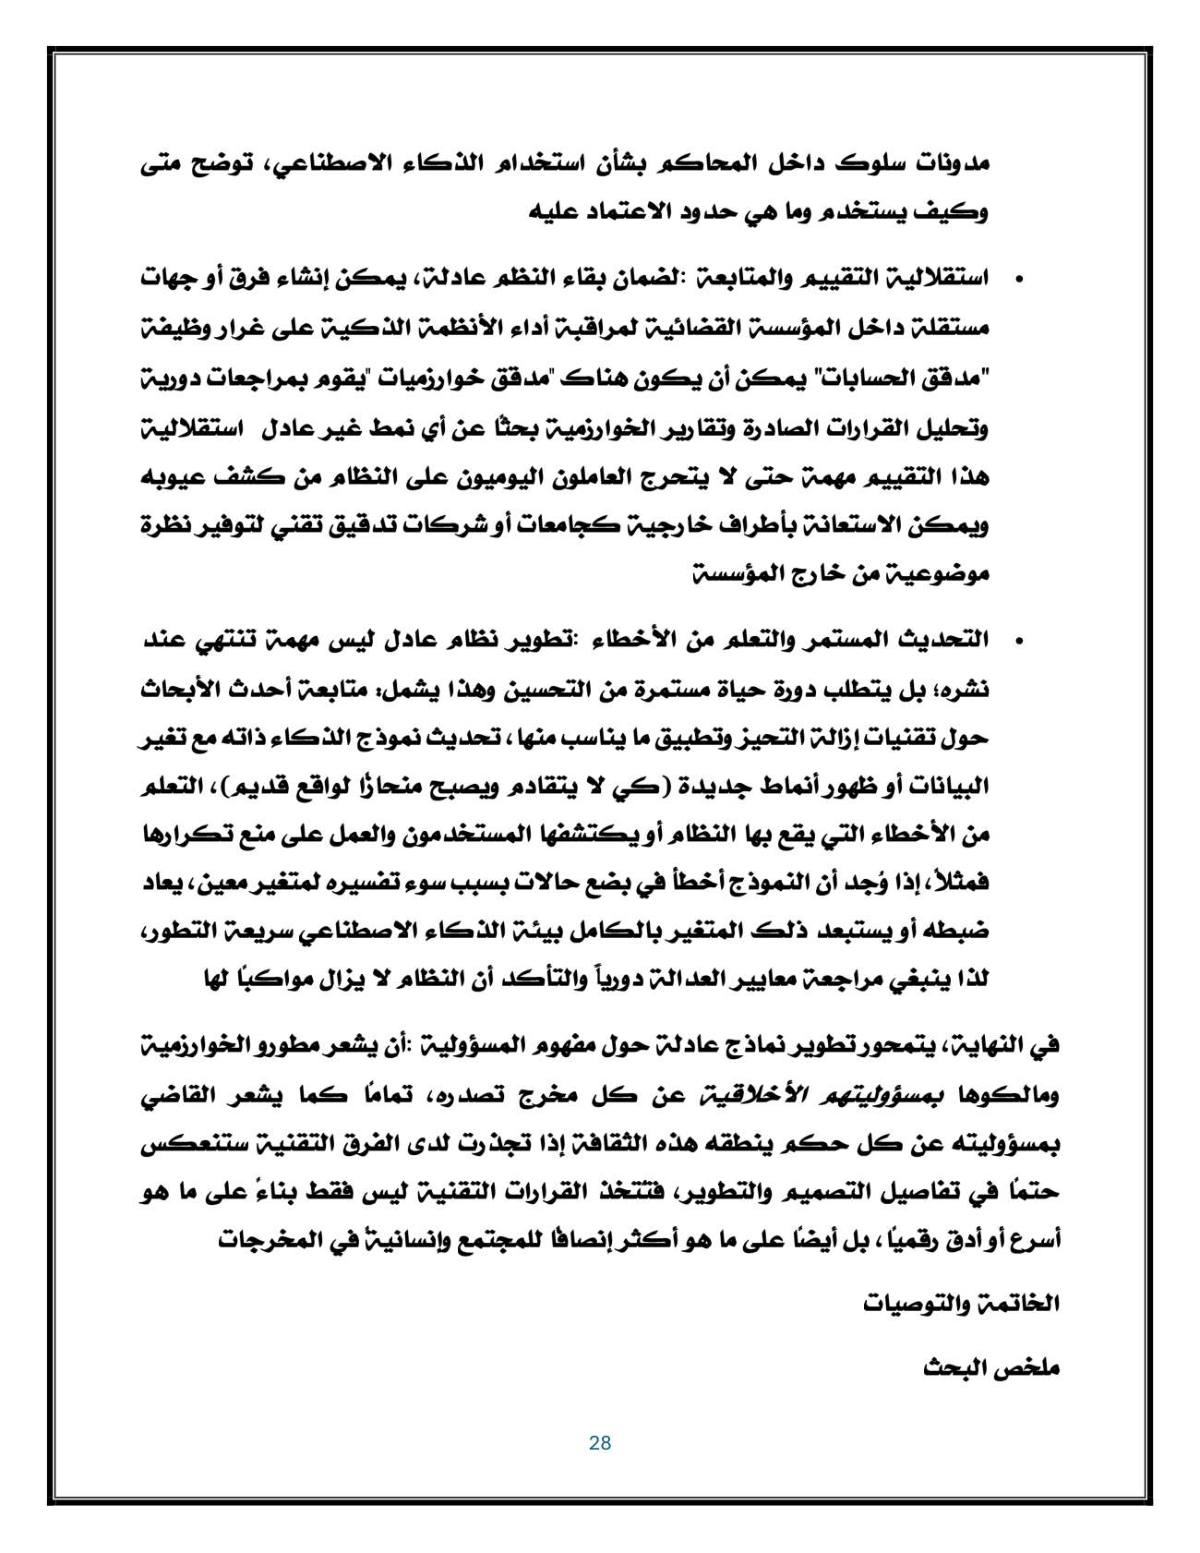 مدونات سلوك داخل المحاكم بشأن استخدام الذكاء الاصطناعي، توضح متى
وكيف يستخدم وما هي حدود الاعتماد عليه
• استقلالية التقييم والمتابعة :لضمان بقاء النظم عادلة، يمكن إنشاء فرق أو جهات
مستقلة داخل المؤسسة القضائية لمراقبة أداء الأنظمة الذكية على غرار وظيفة
"مدقق الحسابات" يمكن أن يكون هناك "مدقق خوارزميات "يقوم بمراجعات دورية
وتحليل القرارات الصادرة وتقارير الخوارزمية بحثًا عن أي نمط غير عادل استقلالية
هذا التقييم مهمة حتى لا يتحرج العاملون اليوميون على النظام من كشف عيوبه
ويمكن الاستعانة بأطراف خارجية كجامعات أو شركات تدقيق تقني لتوفير نظرة
موضوعية من خارج المؤسسة
• التحديث المستمر والتعلم من الأخطاء :تطوير نظام عادل ليس مهمة تنتهي عند
نشره؛ بل يتطلب دورة حياة مستمرة من التحسين وهذا يشمل: متابعة أحدث الأبحاث
حول تقنيات إزالة التحيز وتطبيق ما يناسب منها، تحديث نموذج الذكاء ذاته مع تغير
البيانات أو ظهور أنماط جديدة (كي لا يتقادم ويصبح منحازًا لواقع قديم)، التعلم
من الأخطاء التي يقع بها النظام أو يكتشفها المستخدمون والعمل على منع تكرارها
فمثلاً، إذا وُجد أن النموذج أخطأ في بضع حالات بسبب سوء تفسيره لمتغير معين، يعاد
ضبطه أو يستبعد ذلك المتغير بالكامل بيئة الذكاء الاصطناعي سريعة التطور،
لذا ينبغي مراجعة معايير العدالة دورياً والتأكد أن النظام لا يزال مواكبًا لها
في النهاية، يتمحور تطوير نماذج عادلة حول مفهوم المسؤولية :أن يشعر مطورو الخوارزمية
ومالكوها بمسؤوليتهم الأخلاقية عن كل مخرج تصدره، تمامًا كما يشعر القاضي
بمسؤوليته عن كل حكم ينطقه هذه الثقافة إذا تجذرت لدى الفرق التقنية ستنعكس
حتمًا في تفاصيل التصميم والتطوير، فتتخذ القرارات التقنية ليس فقط بناءً على ما هو
أسرع أو أدق رقميًا، بل أيضًا على ما هو أكثر إنصافًا للمجتمع وإنسانيةً في المخرجات
الخاتمة والتوصيات
ملخص البحث
28